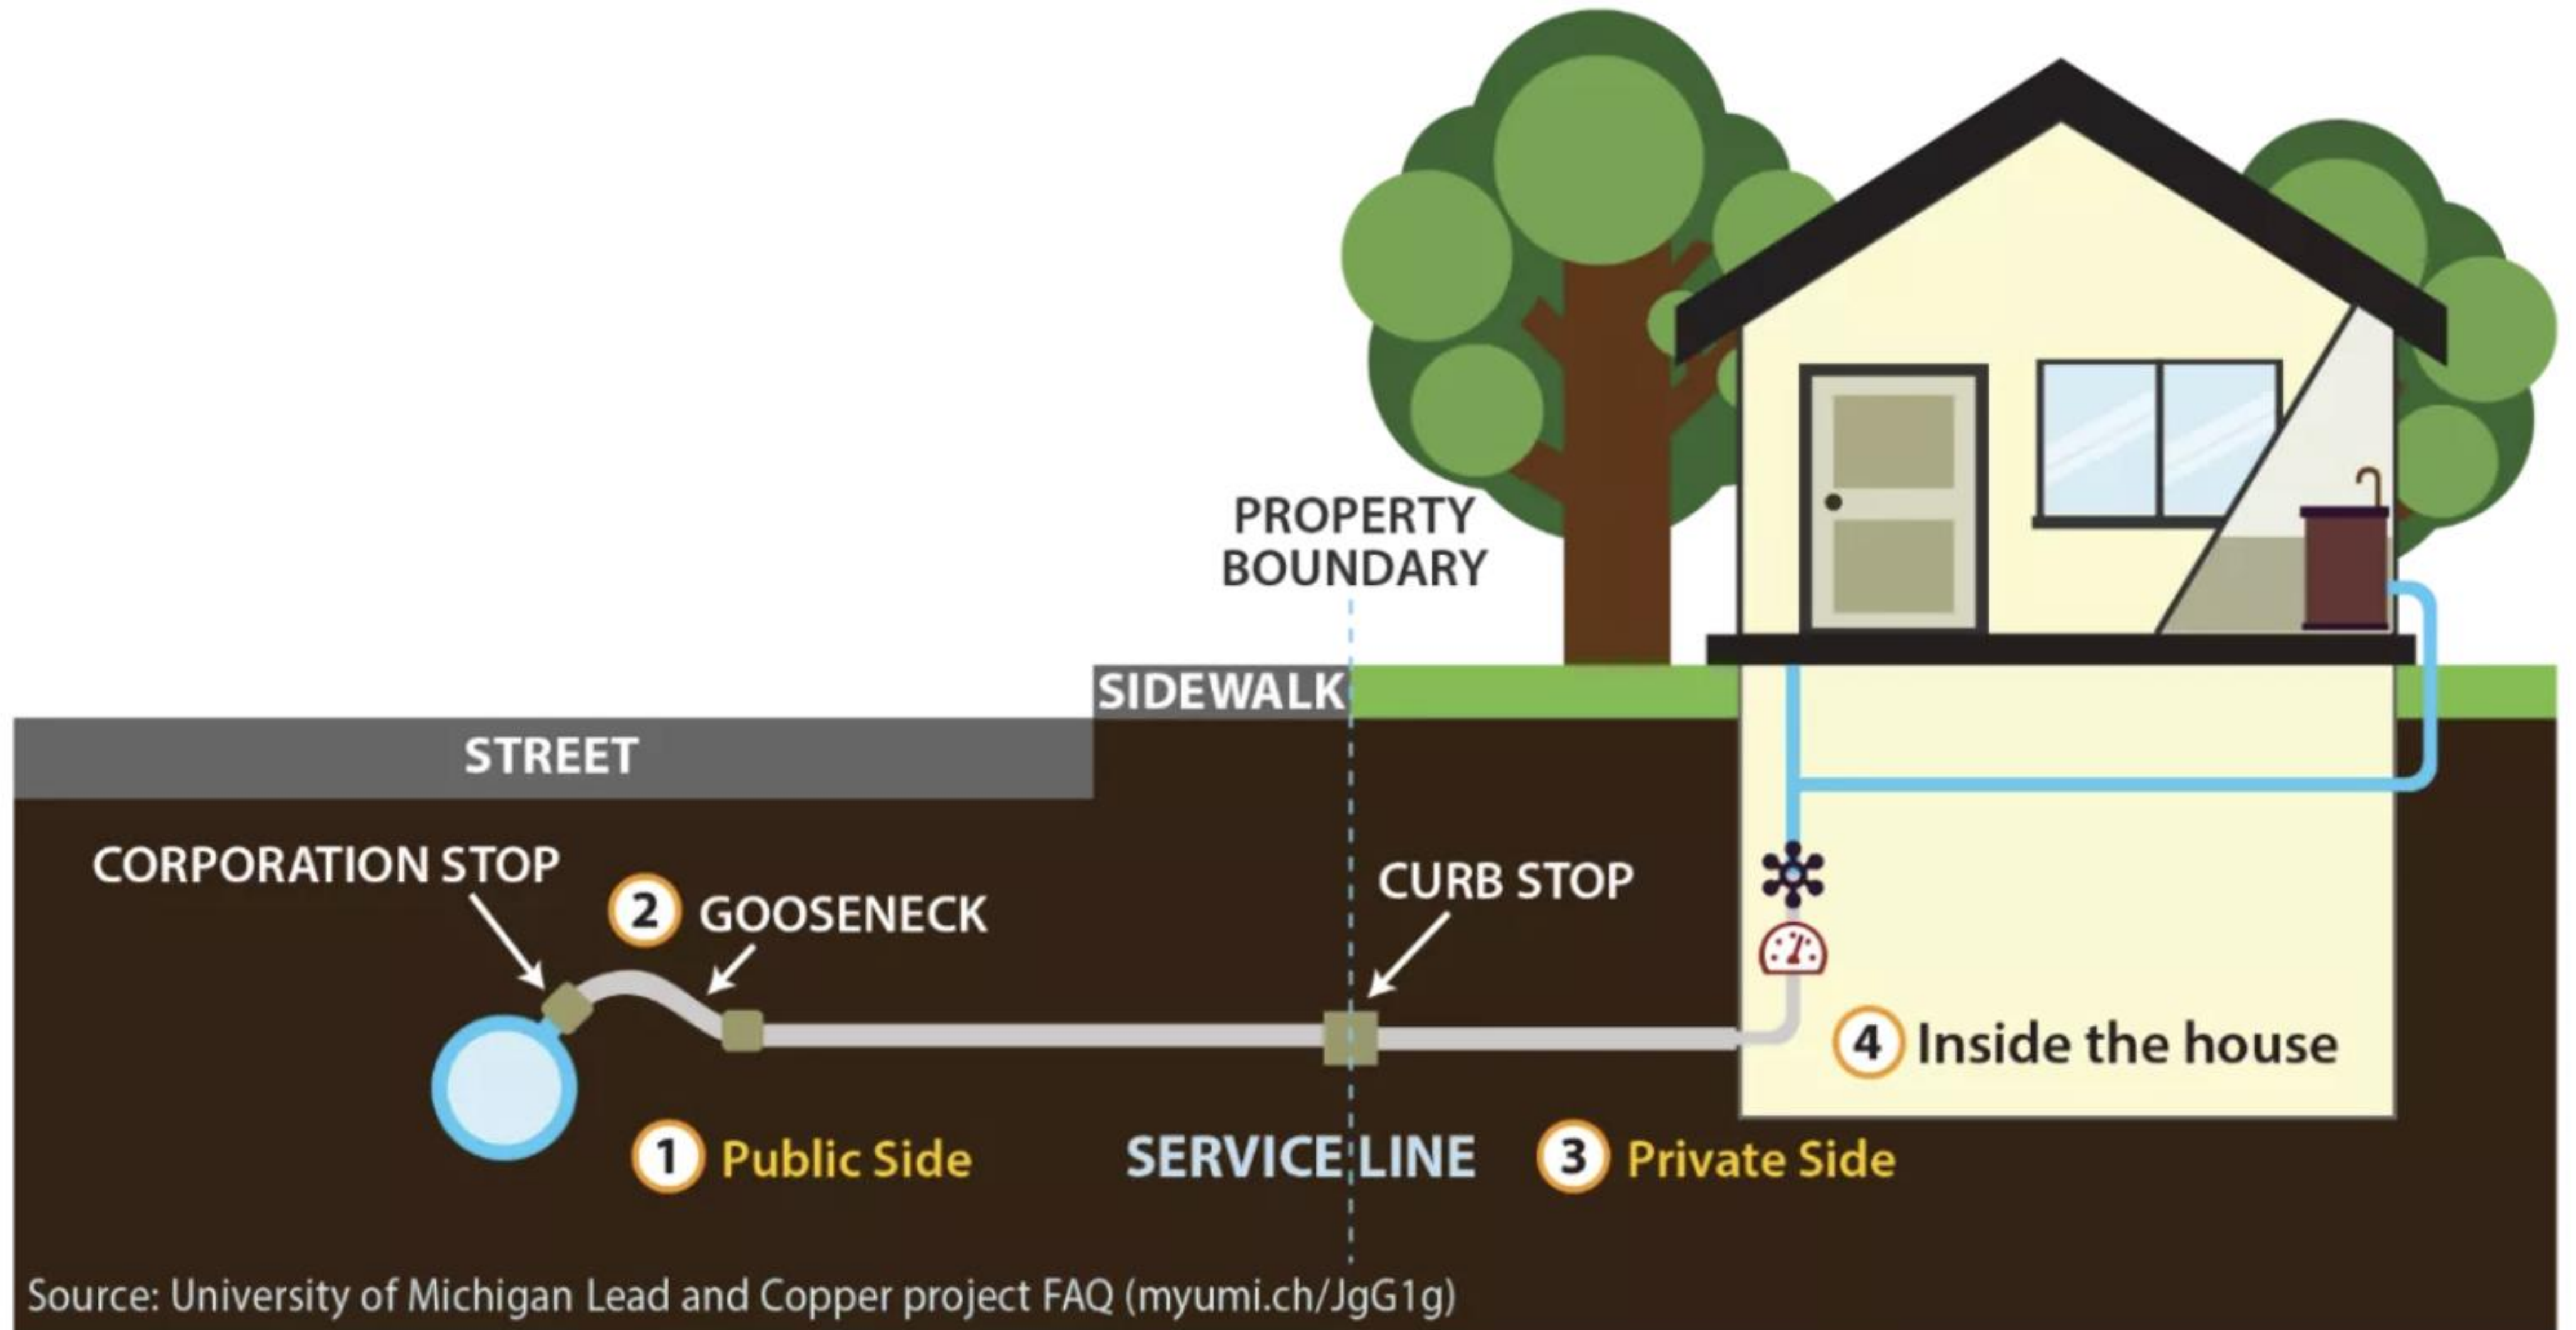 PROPERTY
BOUNDARY
SIDEWALK
STREET
CORPORATION STOP
2 GOOSENECK
CURB STOP
4 Inside the house
1 Public Side
SERVICE LINE
3 Private Side
Source: University of Michigan Lead and Copper project FAQ (myumi.ch/JgG1g)